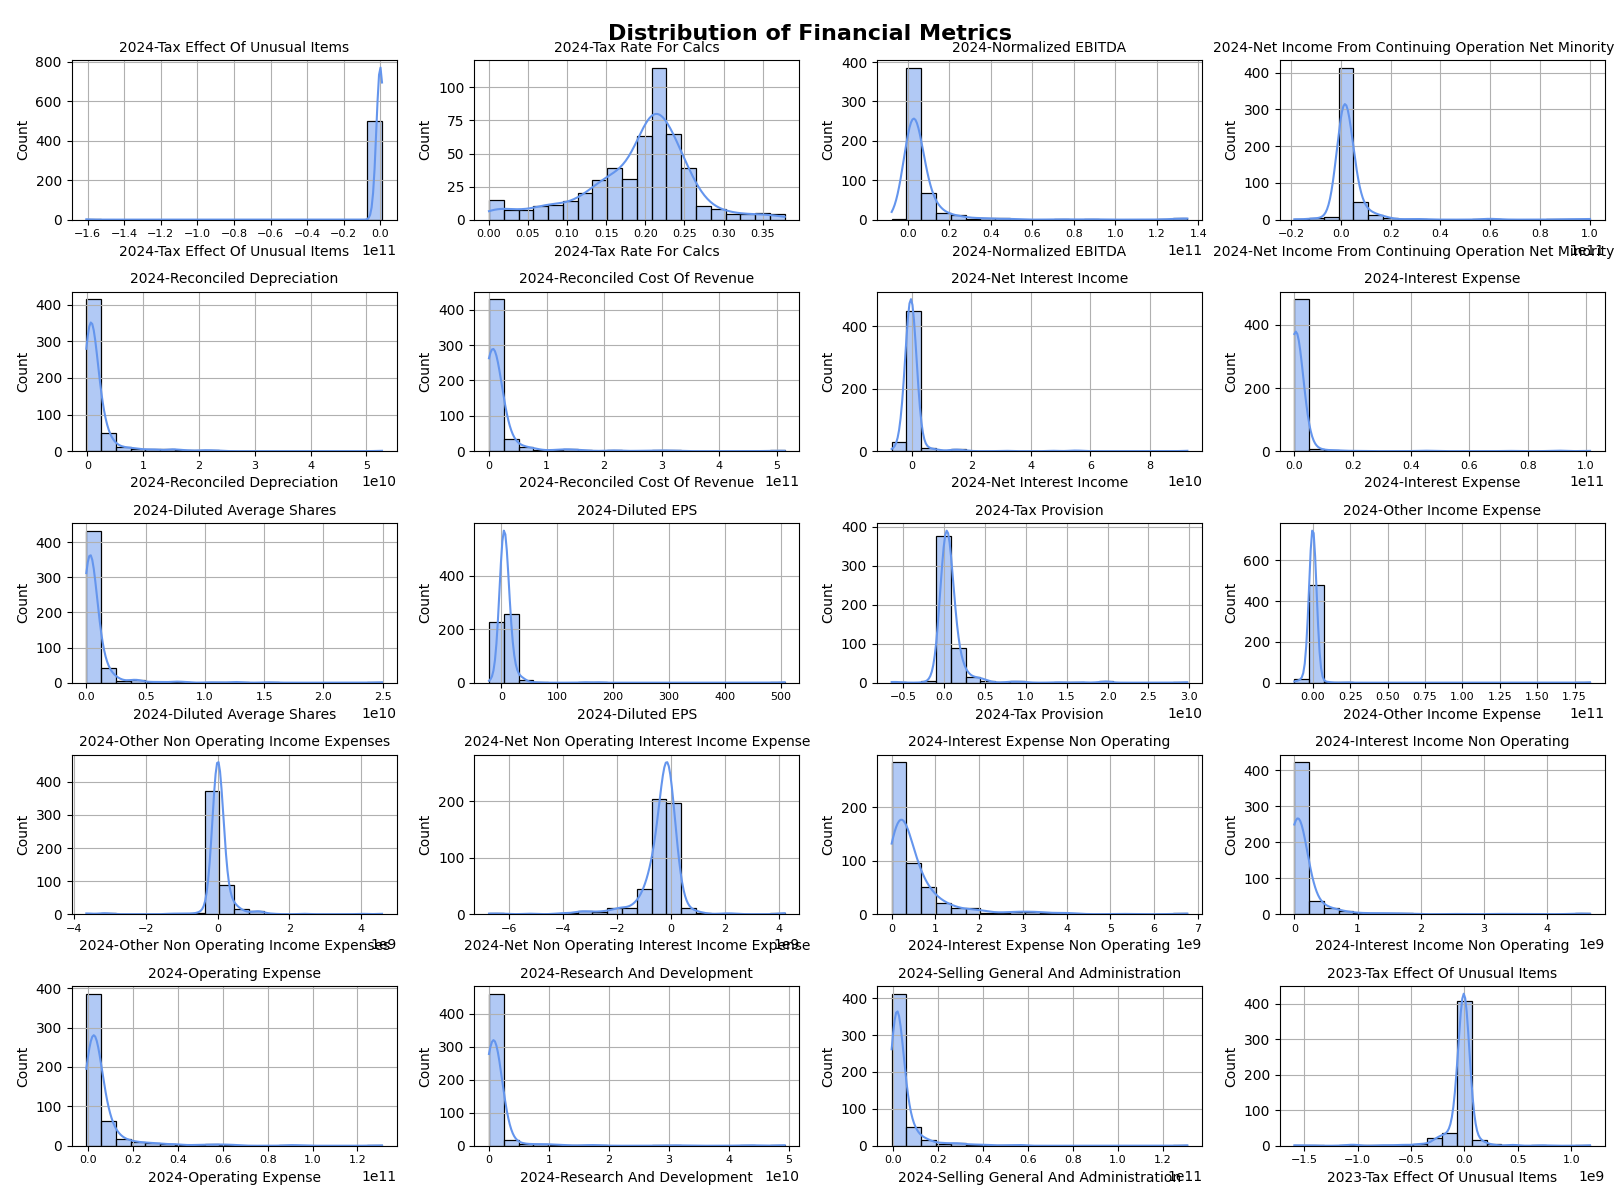 Distribution of Financial Metrics
2024-Tax Effect Of Unusual Items
Count
800
600
400
200
0
−1.6 −1.4 −1.2 −1.0 −0.8 −0.6 −0.4 −0.2 0.0
1e11
2024-Tax Effect Of Unusual Items
2024-Tax Rate For Calcs
Count
100
75
50
25
0
0.00 0.05 0.10 0.15 0.20 0.25 0.30 0.35
2024-Tax Rate For Calcs
2024-Normalized EBITDA
Count
400
300
200
100
0
0.0 0.2 0.4 0.6 0.8 1.0 1.2 1.4
1e11
2024-Normalized EBITDA
2024-Net Income From Continuing Operation Net Minority
Count
400
300
200
100
0
−0.2 0.0 0.2 0.4 0.6 0.8 1.0
1e11
2024-Net Income From Continuing Operation Net Minority
2024-Reconciled Depreciation
Count
400
300
200
100
0
0 1 2 3 4 5
1e10
2024-Reconciled Depreciation
2024-Reconciled Cost Of Revenue
Count
400
300
200
100
0
0 1 2 3 4 5
1e11
2024-Reconciled Cost Of Revenue
2024-Net Interest Income
Count
400
200
0
0 2 4 6 8
1e10
2024-Net Interest Income
2024-Interest Expense
Count
400
200
0
0.0 0.2 0.4 0.6 0.8 1.0
1e11
2024-Interest Expense
2024-Diluted Average Shares
Count
400
300
200
100
0
0.0 0.5 1.0 1.5 2.0 2.5
1e10
2024-Diluted Average Shares
2024-Diluted EPS
Count
400
200
0
0 100 200 300 400 500
2024-Diluted EPS
2024-Tax Provision
Count
400
300
200
100
0
−0.5 0.0 0.5 1.0 1.5 2.0 2.5 3.0
1e10
2024-Tax Provision
2024-Other Income Expense
Count
600
400
200
0
0.00 0.25 0.50 0.75 1.00 1.25 1.50 1.75
1e11
2024-Other Income Expense
2024-Other Non Operating Income Expenses
Count
400
300
200
100
0
−4 −2 0 2 4
1e9
2024-Other Non Operating Income Expenses
2024-Net Non Operating Interest Income Expense
Count
200
100
0
−6 −4 −2 0 2 4
1e9
2024-Net Non Operating Interest Income Expense
2024-Interest Expense Non Operating
Count
200
100
0
0 1 2 3 4 5 6 7
1e9
2024-Interest Expense Non Operating
2024-Interest Income Non Operating
Count
400
300
200
100
0
0 1 2 3 4
1e9
2024-Interest Income Non Operating
2024-Operating Expense
Count
400
300
200
100
0
0.0 0.2 0.4 0.6 0.8 1.0 1.2
1e11
2024-Operating Expense
2024-Research And Development
Count
400
300
200
100
0
0 1 2 3 4 5
1e10
2024-Research And Development
2024-Selling General And Administration
Count
400
300
200
100
0
0.0 0.2 0.4 0.6 0.8 1.0 1.2
1e11
2024-Selling General And Administration
2023-Tax Effect Of Unusual Items
Count
400
300
200
100
0
−1.5 −1.0 −0.5 0.0 0.5 1.0
1e9
2023-Tax Effect Of Unusual Items